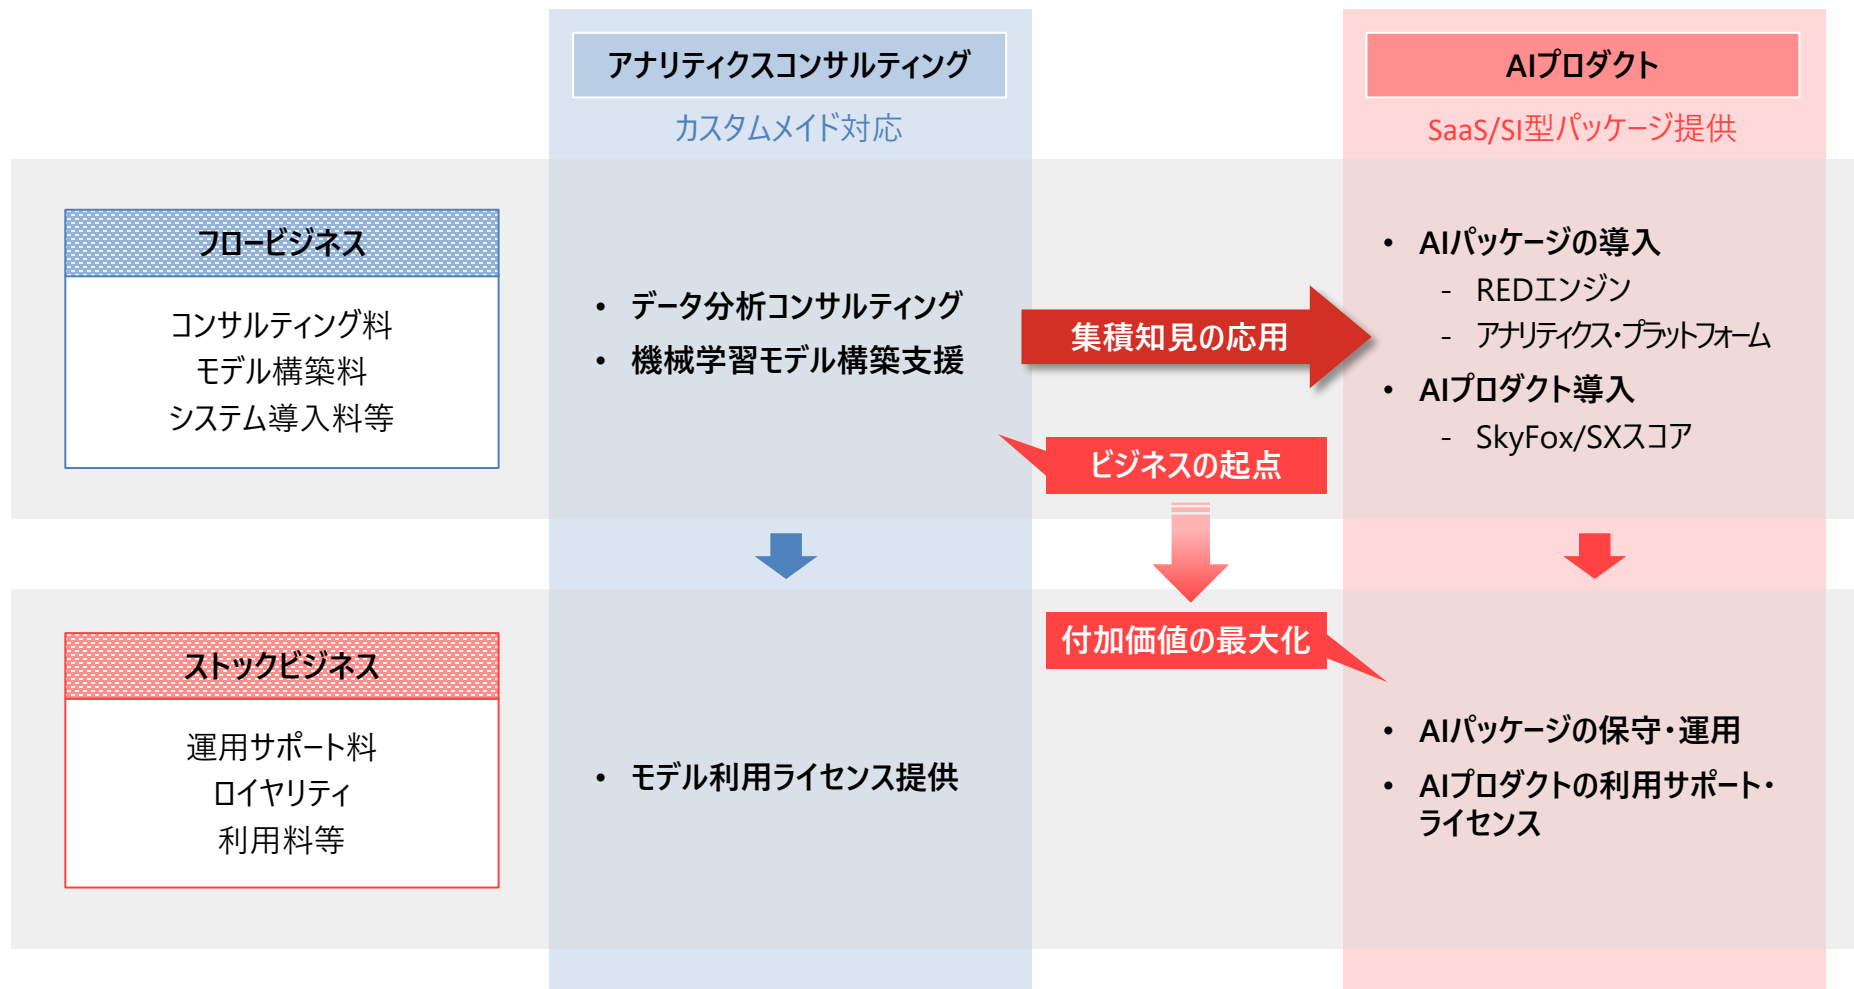 アナリティクスコンサルティング
カスタムメイド対応
AIプロダクト
SaaS/SI型パッケージ提供
フロービジネス
コンサルティング料
モデル構築料
システム導入料等
• データ分析コンサルティング
• 機械学習モデル構築支援
集積知見の応用
• AIパッケージの導入
- REDエンジン
- アナリティクス・プラットフォーム
• AIプロダクト導入
- SkyFox/SXスコア
ビジネスの起点
付加価値の最大化
ストックビジネス
運用サポート料
ロイヤリティ
利用料等
• モデル利用ライセンス提供
• AIパッケージの保守・運用
• AIプロダクトの利用サポート・
ライセンス